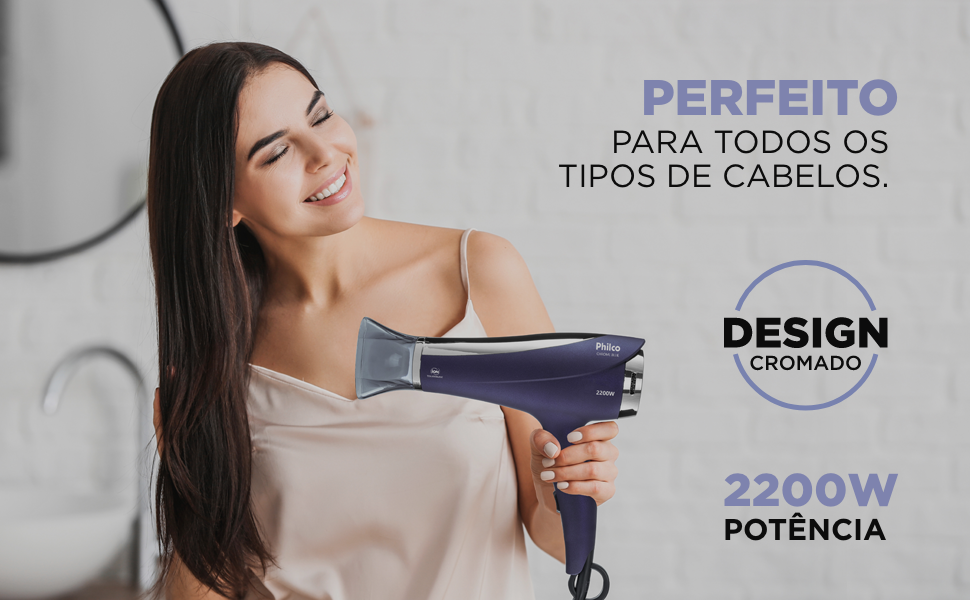 PERFEITO
PARA TODOS OS
TIPOS DE CABELOS.
DESIGN
CROMADO
Philco
2200W
2200W
POTÊNCIA